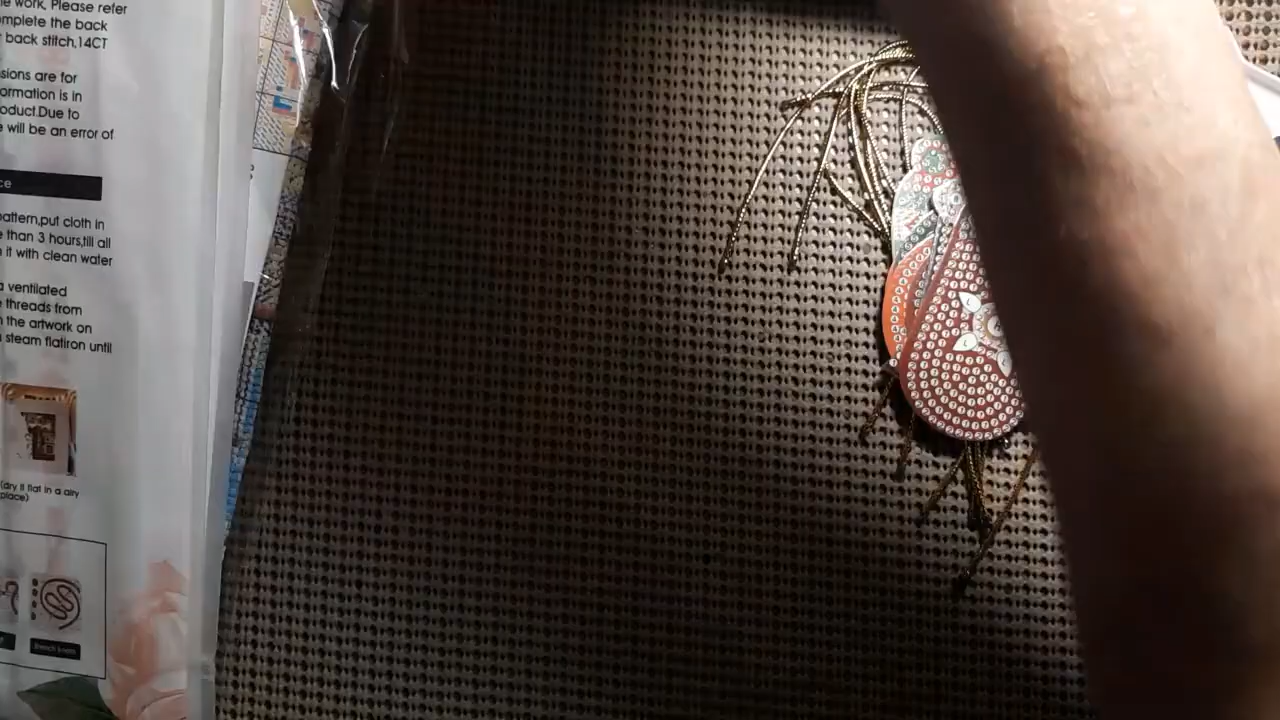 e work, Please refer
mplete the back
back stitch,14CT
sions are for
ormation is in
oduct.Due to
e will be an error of
ce
pattern,put cloth in
e than 3 hours,till all
n it with clean water
a ventilated
e threads from
n the artwork on
steam flatiron until
(dry it flat in a airy
place)
french knots